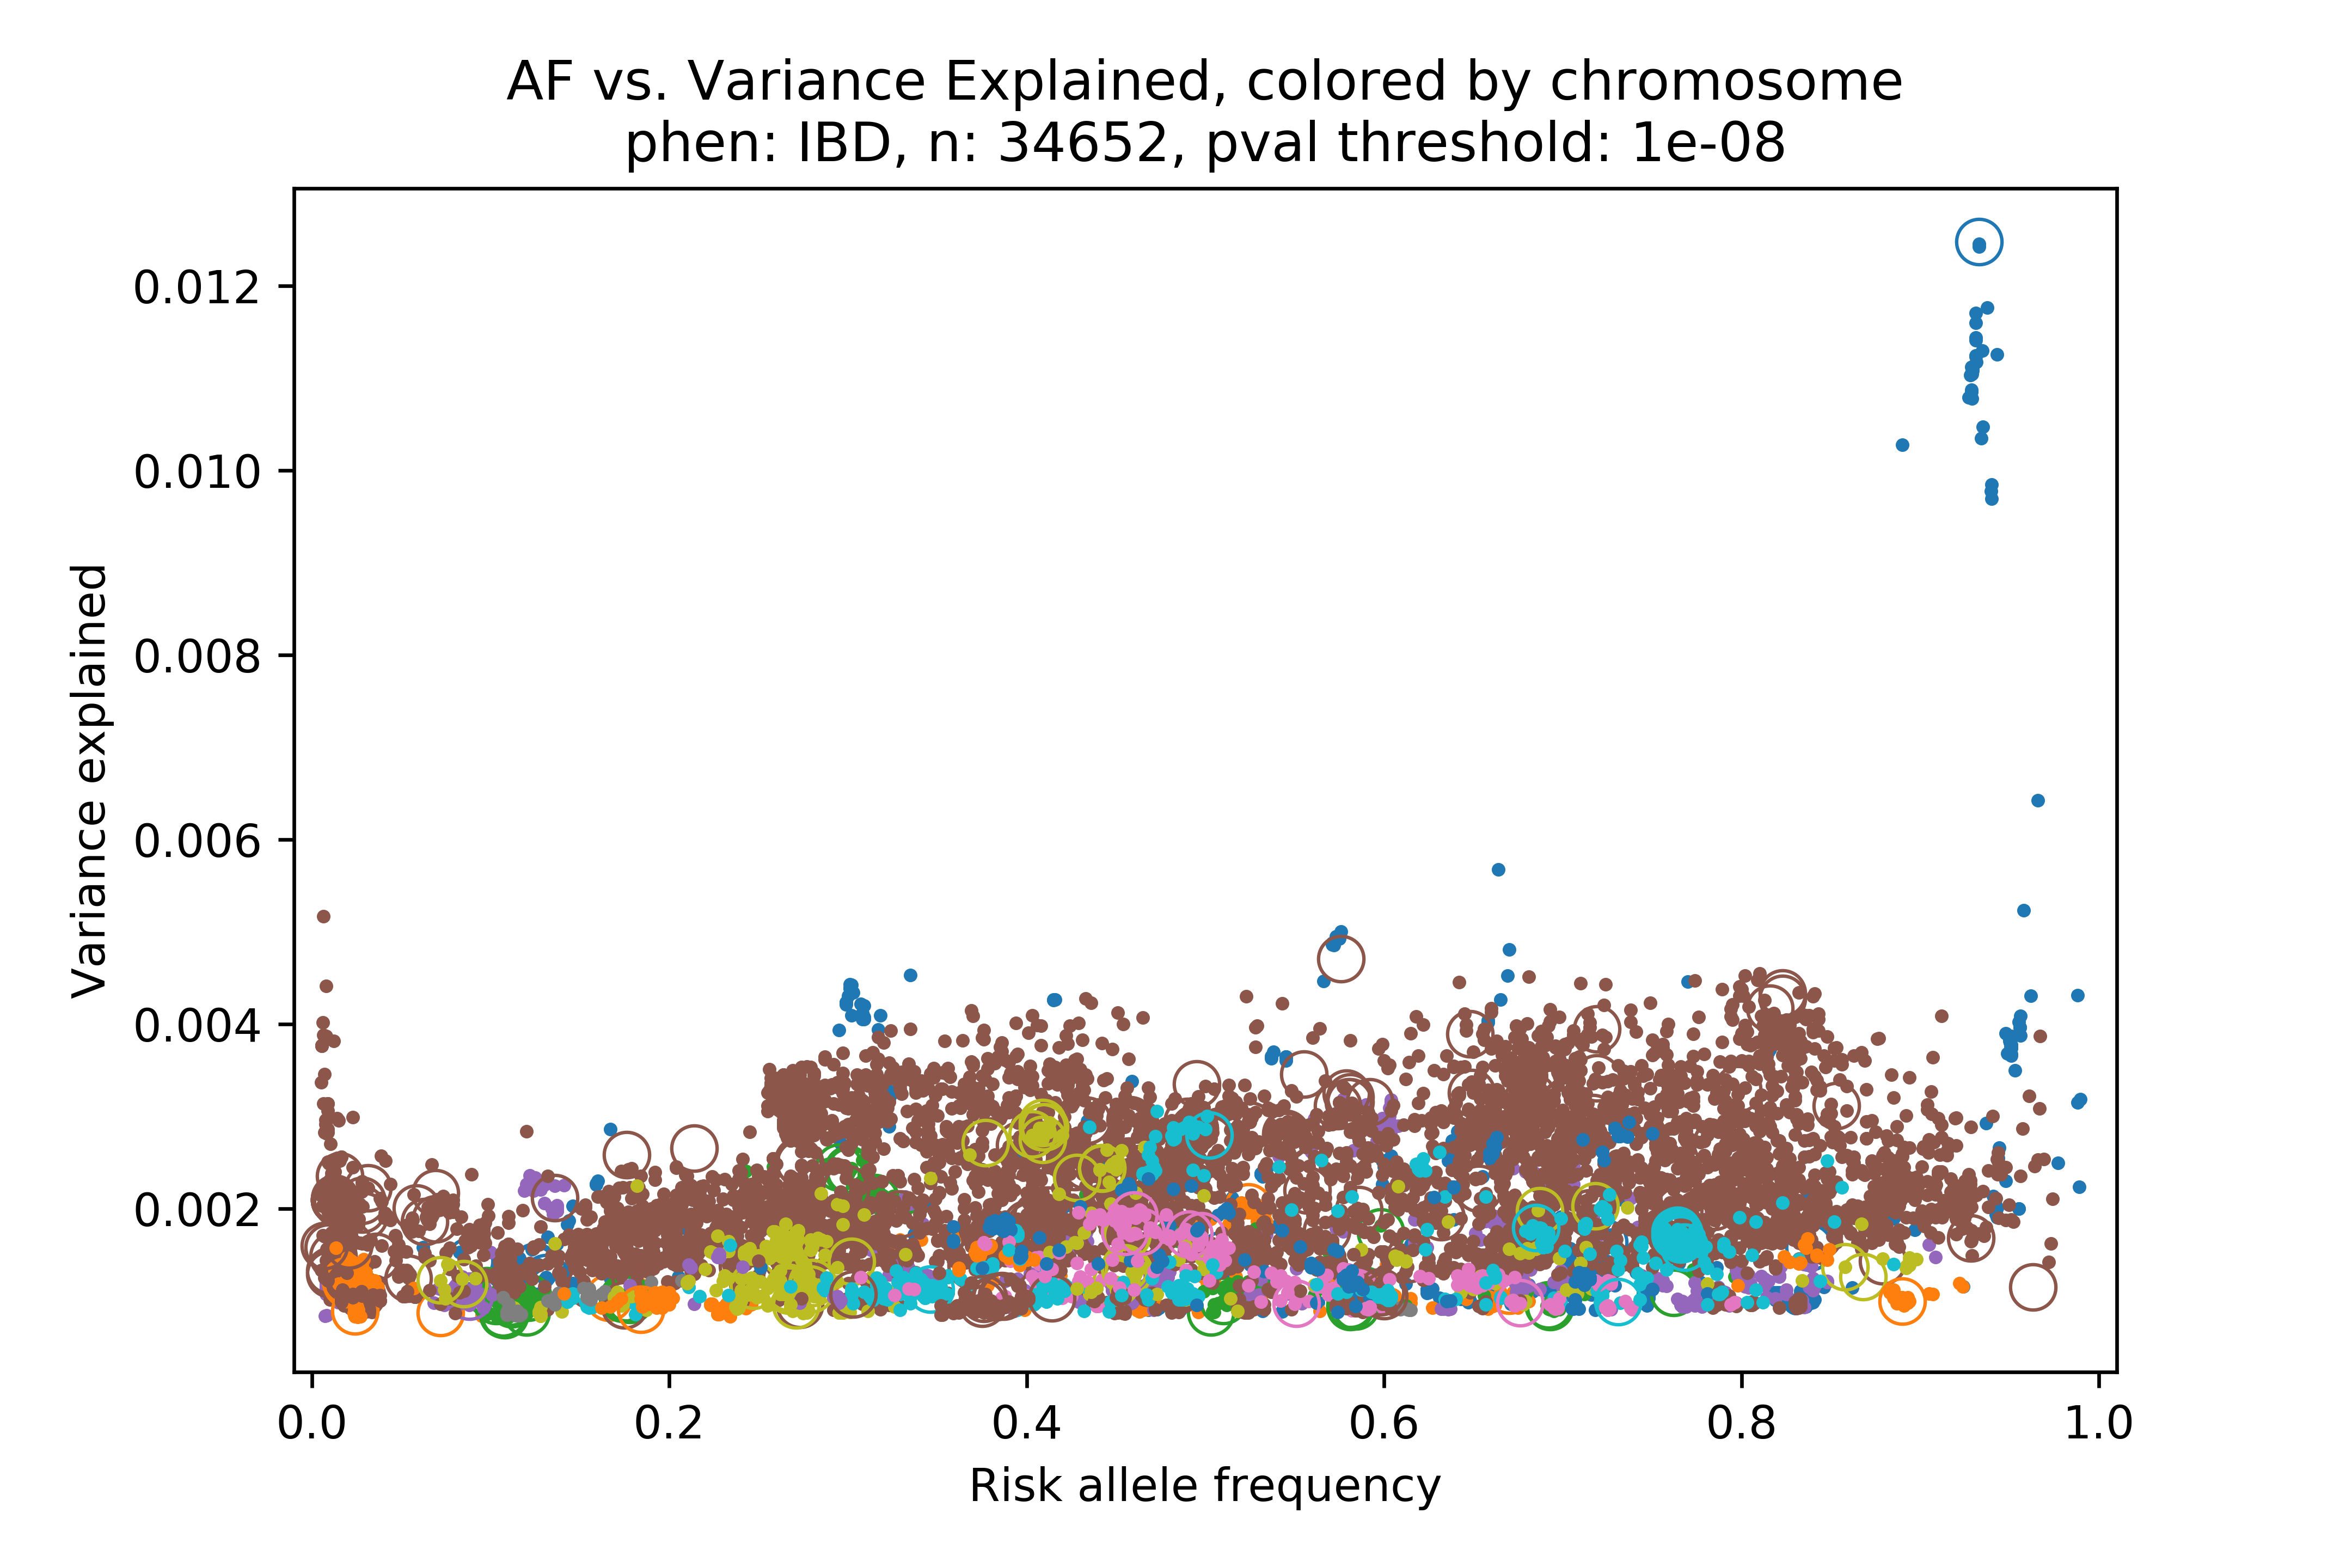 AF vs. Variance Explained, colored by chromosome
phen: IBD, n: 34652, pval threshold: 1e-08
0.012
0.010
0.008
0.006
0.004
0.002
Variance explained
0.0 0.2 0.4 0.6 0.8 1.0
Risk allele frequency